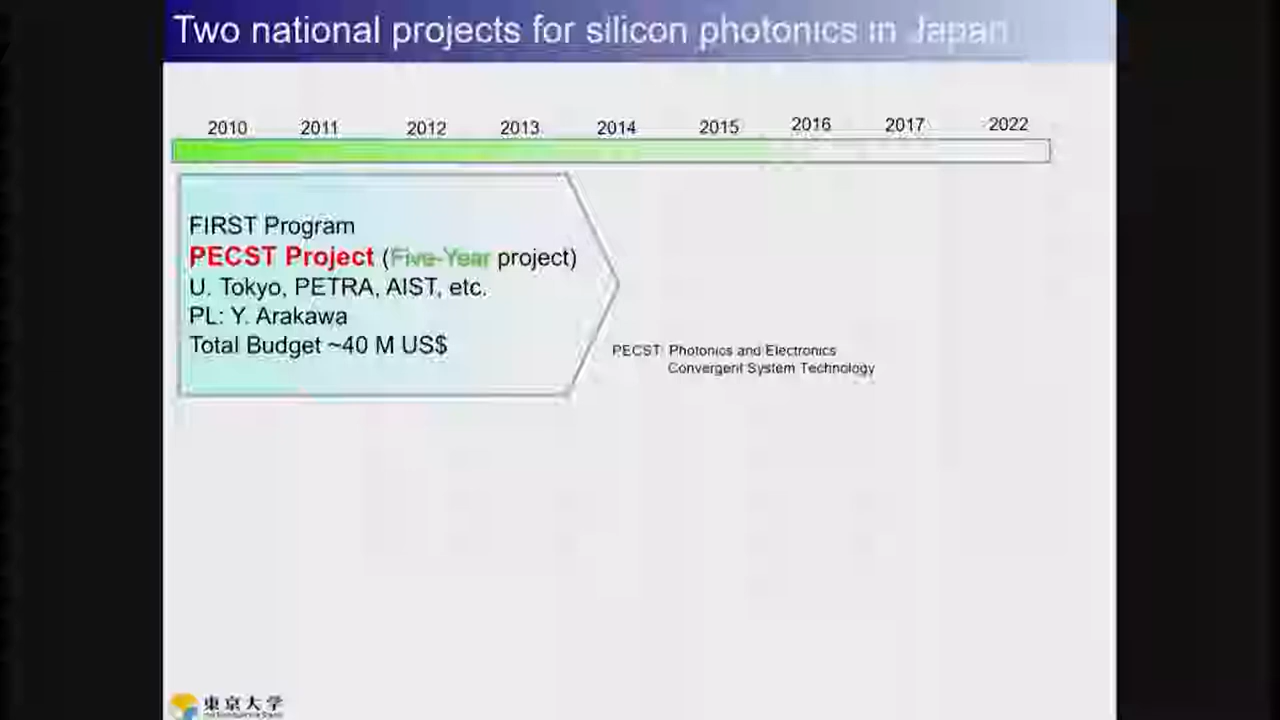 Two national projects for silicon photonics in Japan
2010 2011 2012 2013 2014 2015 2016 2017 2022
FIRST Program
PECST Project (Five-Year project)
U. Tokyo, PETRA, AIST, etc.
PL: Y. Arakawa
Total Budget ~40 M US$
PECST: Photonics and Electronics
Convergent System Technology
東京大学